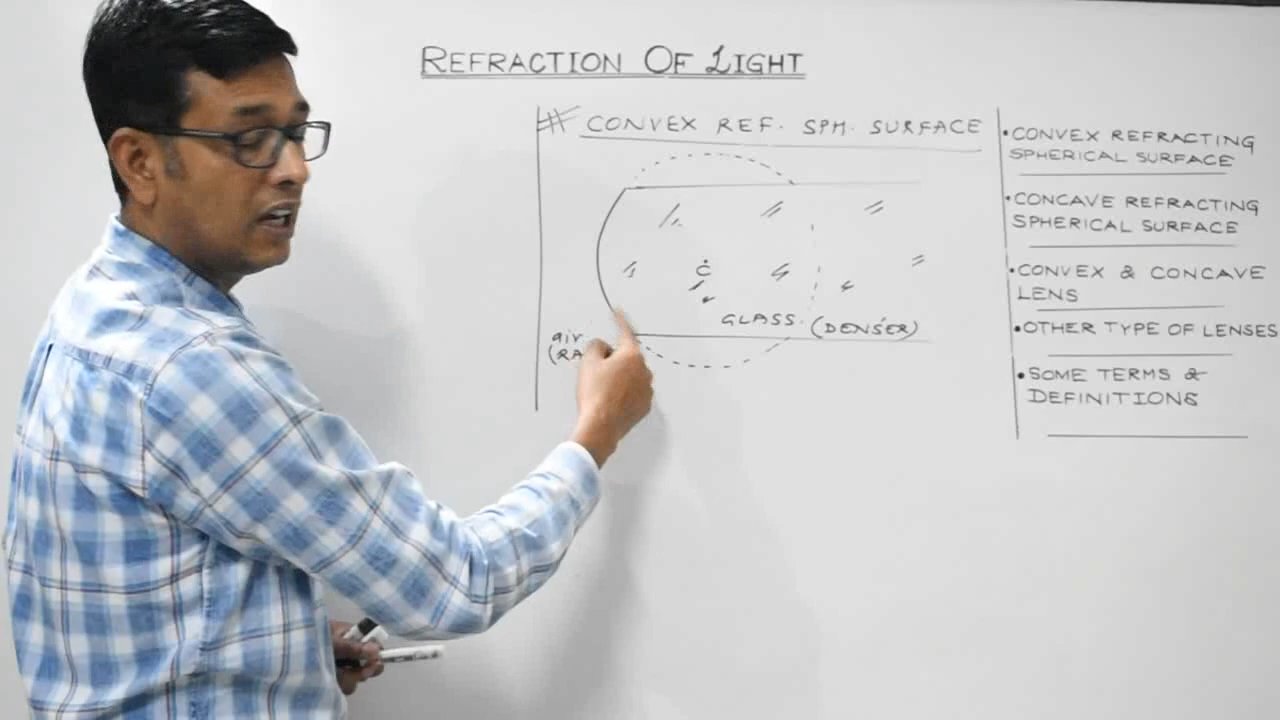 REFRACTION OF LIGHT
# CONVEX REF. SPH. SURFACE
C
GLASS. (DENSER)
air
• CONVEX REFRACTING
SPHERICAL SURFACE
• CONCAVE REFRACTING
SPHERICAL SURFACE
• CONVEX & CONCAVE
LENS
• OTHER TYPE OF LENSES
• SOME TERMS &
DEFINITIONS